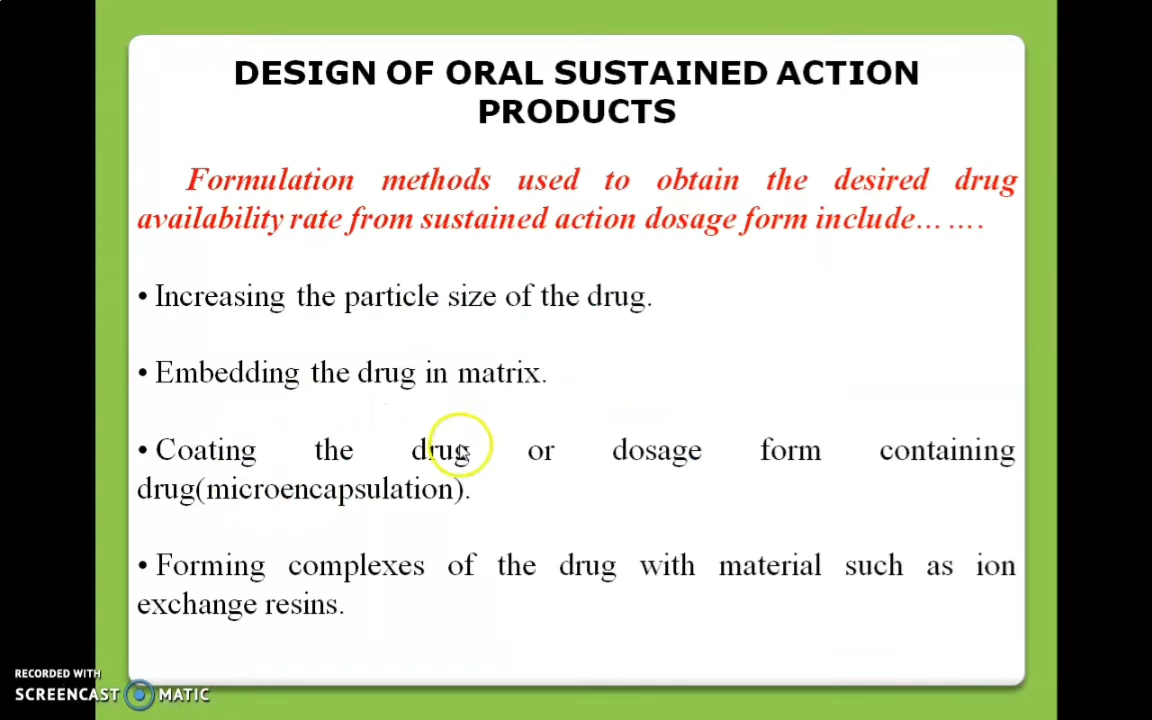 DESIGN OF ORAL SUSTAINED ACTION
PRODUCTS
Formulation methods used to obtain the desired drug
availability rate from sustained action dosage form include… ….
• Increasing the particle size of the drug.
• Embedding the drug in matrix.
• Coating the drug or dosage form containing
drug(microencapsulation).
• Forming complexes of the drug with material such as ion
exchange resins.
RECORDED WITH
SCREENCAST MATIC